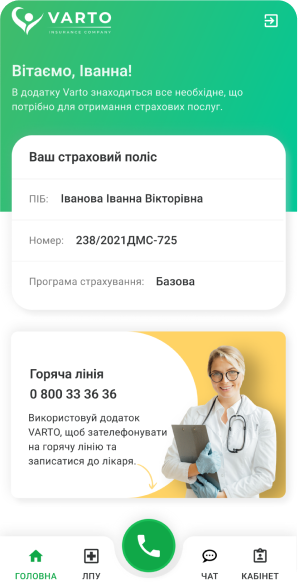 VARTO
INSURANCE COMPANY
Вітаємо, Іванна!
В додатку Varto знаходиться все необхідне, що
потрібно для отримання страхових послуг.
Ваш страховий поліс
ПІБ: Іванова Іванна Вікторівна
Номер: 238/2021ДМС-725
Програма страхування: Базова
Горяча лінія
0 800 33 36 36
Використовуй додаток
VARTO, щоб зателефонувати
на горячу лінію та
записатися до лікаря.
ГОЛОВНА ЛПУ ЧАТ КАБІНЕТ